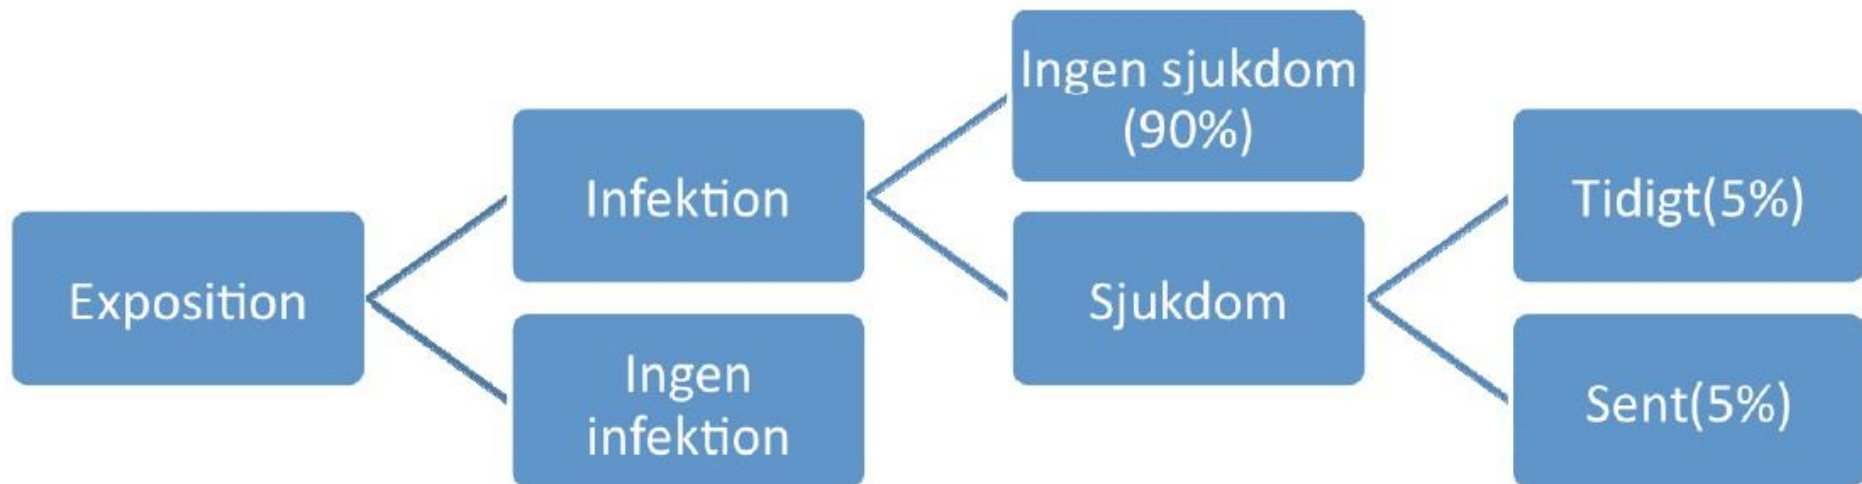 Exposition
Infektion
Ingen
infektion
Ingen sjukdom
(90%)
Sjukdom
Tidigt(5%)
Sent(5%)